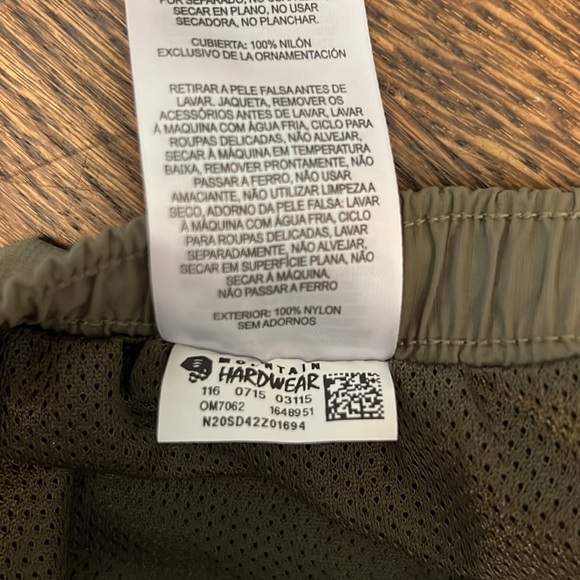 POR SEPARADO, NO
SECAR EN PLANO, NO USAR
SECADORA, NO PLANCHAR.
CUBIERTA: 100% NILÓN
EXCLUSIVO DE LA ORNAMENTACIÓN
RETIRAR A PELE FALSA ANTES DE
LAVAR. JAQUETA, REMOVER OS
ACESSÓRIOS ANTES DE LAVAR, LAVAR
À MAQUINA COM ÁGUA FRIA, CICLO PARA
ROUPAS DELICADAS, NÃO ALVEJAR,
SECAR À MÁQUINA EM TEMPERATURA
BAIXA, REMOVER PRONTAMENTE, NÃO
PASSAR A FERRO, NÃO USAR
AMACIANTE, NÃO UTILIZAR LIMPEZA A
SECO, ADORNO DA PELE FALSA: LAVAR
À MÁQUINA COM ÁGUA FRIA, CICLO
PARA ROUPAS DELICADAS, LAVAR
SEPARADAMENTE, NÃO ALVEJAR,
SECAR EM SUPERFÍCIE PLANA, NÃO
SECAR À MÁQUINA,
NÃO PASSAR A FERRO
EXTERIOR: 100% NYLON
SEM ADORNOS
MOUNTAIN
HARDWEAR
116 0715 03115
OM7062 1648951
N20SD42Z01694